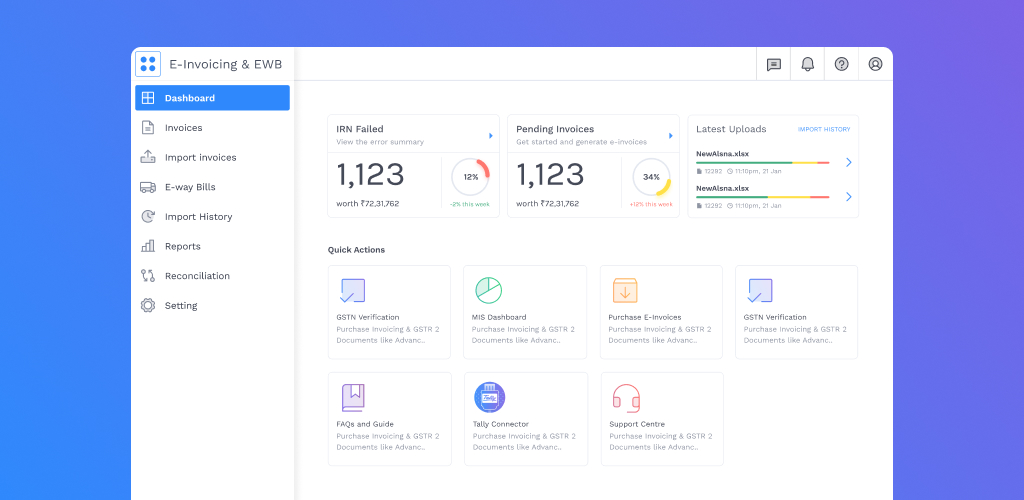 E-Invoicing & EWB
Dashboard
Invoices
Import invoices
E-way Bills
Import History
Reports
Reconciliation
Setting
IRN Failed
View the error summary
1,123
worth ₹72,31,762
12%
-2% this week
Pending Invoices
Get started and generate e-invoices
1,123
worth ₹72,31,762
34%
+12% this week
Latest Uploads
IMPORT HISTORY
NewAlsna.xlsx
12292
11:10pm, 21 Jan
NewAlsna.xlsx
12292
11:10pm, 21 Jan
Quick Actions
GSTN Verification
Purchase Invoicing & GSTR 2
Documents like Advanc..
MIS Dashboard
Purchase Invoicing & GSTR 2
Documents like Advanc..
Purchase E-Invoices
Purchase Invoicing & GSTR 2
Documents like Advanc..
GSTN Verification
Purchase Invoicing & GSTR 2
Documents like Advanc..
FAQs and Guide
Purchase Invoicing & GSTR 2
Documents like Advanc..
Tally
Tally Connector
Purchase Invoicing & GSTR 2
Documents like Advanc..
Support Centre
Purchase Invoicing & GSTR 2
Documents like Advanc..